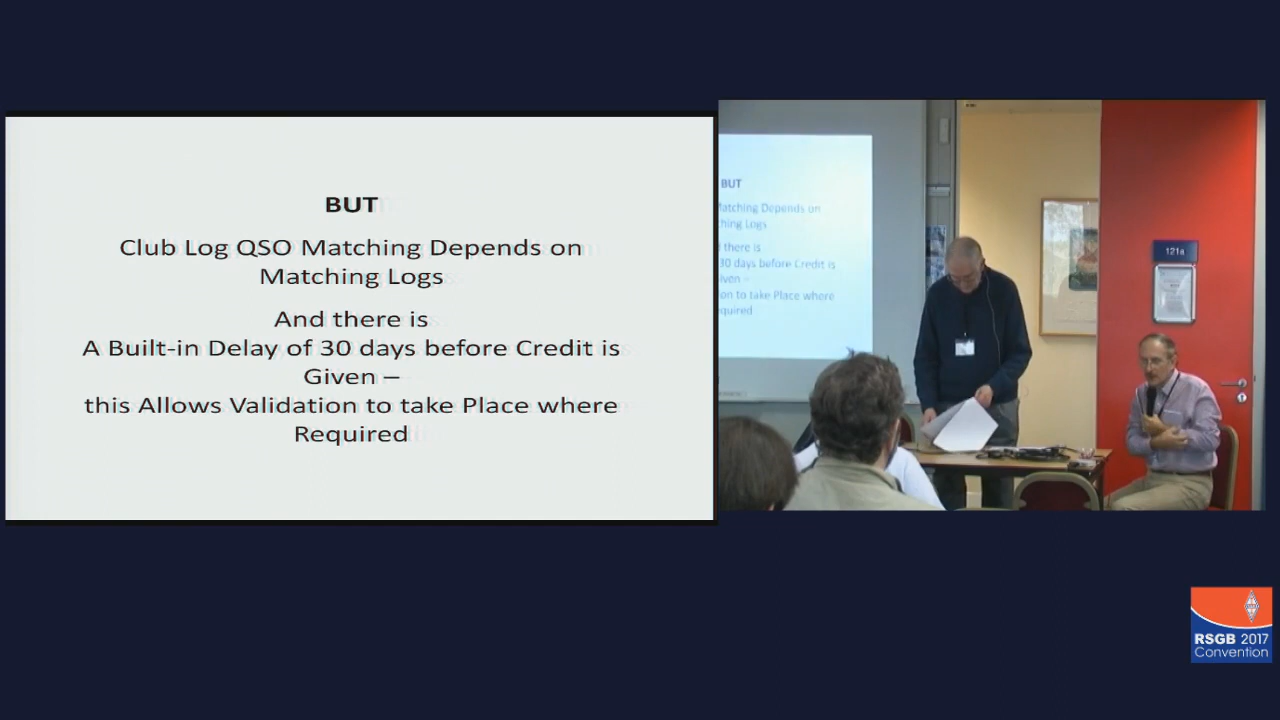 BUT
Club Log QSO Matching Depends on
Matching Logs
And there is
A Built-in Delay of 30 days before Credit is
Given –
this Allows Validation to take Place where
Required
BUT
Matching Depends on
ching Logs
there is
30 days before Credit is
iven –
on to take Place where
equired
121a
RSGB 2017
Convention